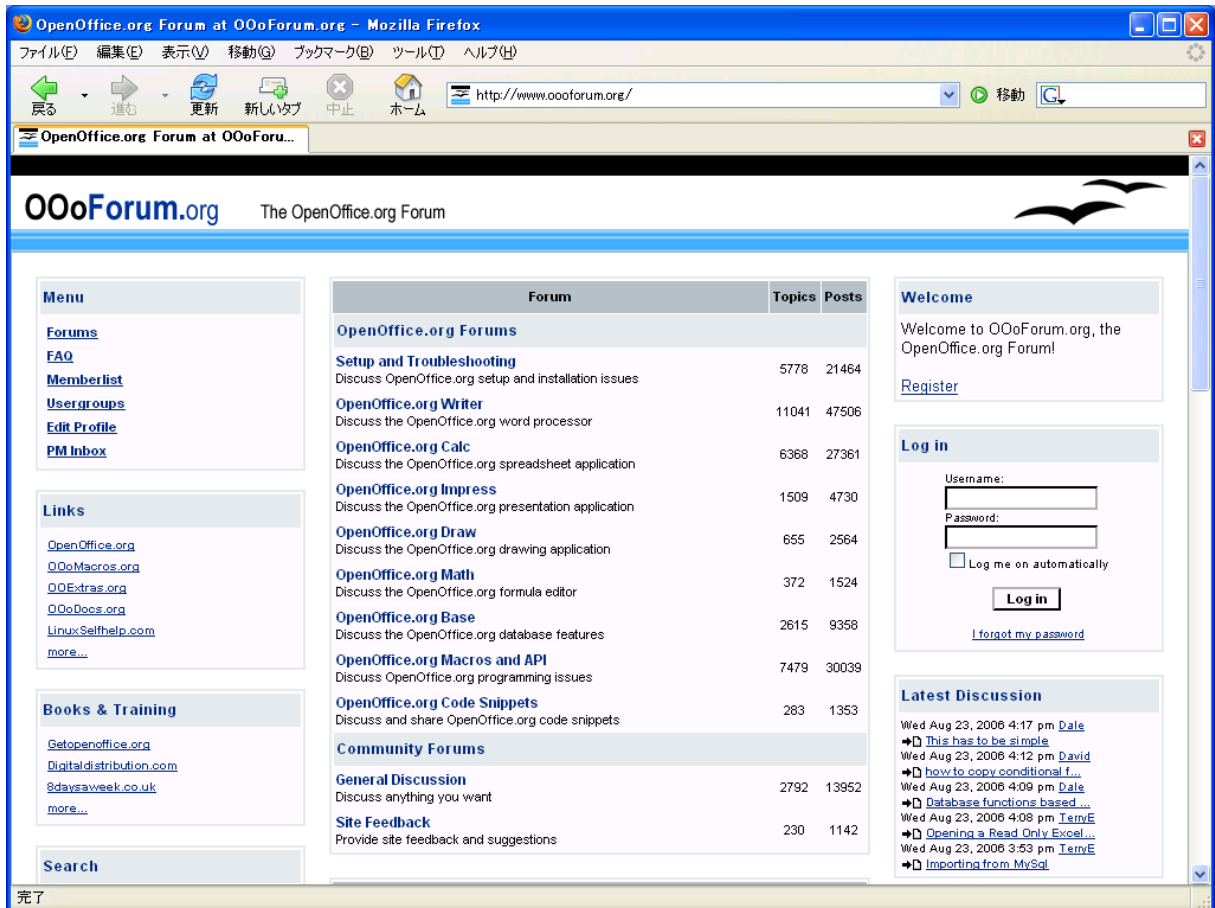 OpenOffice.org Forum at OOoForum.org - Mozilla Firefox
ファイル(F) 編集(E) 表示(V) 移動(G) ブックマーク(B) ツール(T) ヘルプ(H)
戻る 進む 更新 新しいタブ 中止 ホーム http://www.oooforum.org/ 移動 G
OpenOffice.org Forum at OOoForu...
OOoForum.org The OpenOffice.org Forum
Menu
Forums
FAQ
Memberlist
Usergroups
Edit Profile
PM Inbox
Links
OpenOffice.org
OOoMacros.org
OOExtras.org
OOoDocs.org
LinuxSelfhelp.com
more...
Books & Training
Getopenoffice.org
Digitaldistribution.com
8daysaweek.co.uk
more...
Search
Forum Topics Posts
OpenOffice.org Forums
Setup and Troubleshooting
Discuss OpenOffice.org setup and installation issues
5778 21464
OpenOffice.org Writer
Discuss the OpenOffice.org word processor
11041 47506
OpenOffice.org Calc
Discuss the OpenOffice.org spreadsheet application
6368 27361
OpenOffice.org Impress
Discuss the OpenOffice.org presentation application
1509 4730
OpenOffice.org Draw
Discuss the OpenOffice.org drawing application
655 2564
OpenOffice.org Math
Discuss the OpenOffice.org formula editor
372 1524
OpenOffice.org Base
Discuss the OpenOffice.org database features
2615 9358
OpenOffice.org Macros and API
Discuss OpenOffice.org programming issues
7479 30039
OpenOffice.org Code Snippets
Discuss and share OpenOffice.org code snippets
283 1353
Community Forums
General Discussion
Discuss anything you want
2792 13952
Site Feedback
Provide site feedback and suggestions
230 1142
Welcome
Welcome to OOoForum.org, the
OpenOffice.org Forum!
Register
Log in
Username:
Password:
Log me on automatically
Log in
I forgot my password
Latest Discussion
Wed Aug 23, 2006 4:17 pm Dale
This has to be simple
Wed Aug 23, 2006 4:12 pm David
how to copy conditional f...
Wed Aug 23, 2006 4:09 pm Dale
Database functions based ...
Wed Aug 23, 2006 4:08 pm TerryE
Opening a Read Only Excel...
Wed Aug 23, 2006 3:53 pm TerryE
Importing from MySql
完了